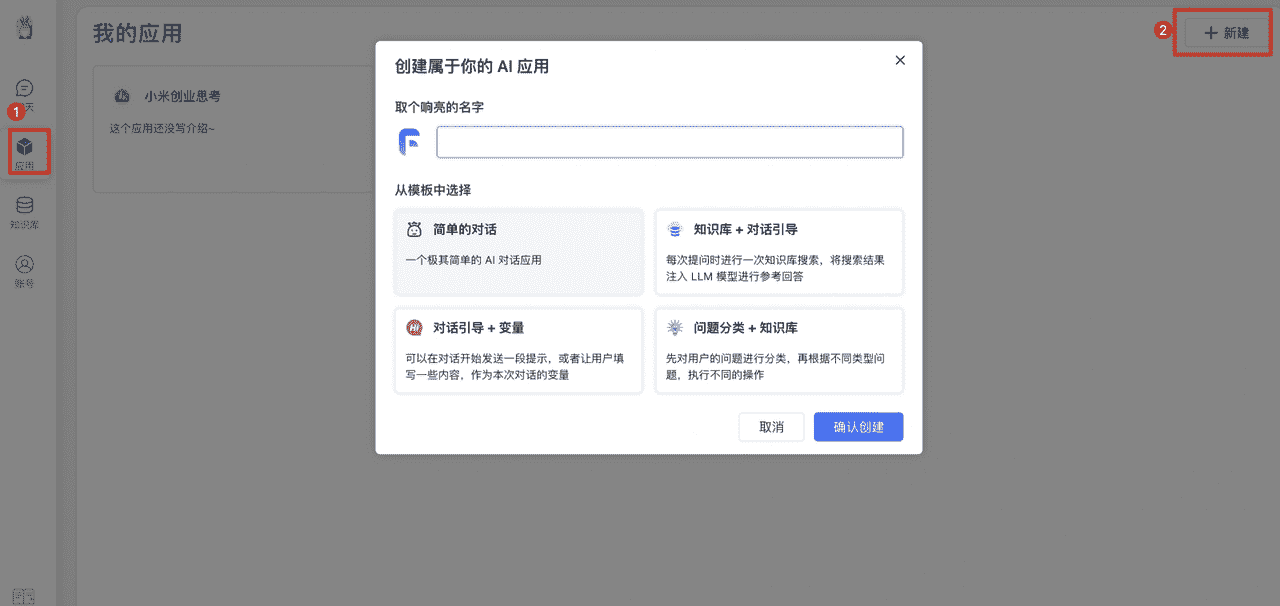 我的应用
2
+ 新建
小米创业思考
这个应用还没写介绍~
天
1
应用
知识库
账号
创建属于你的 AI 应用
取个响亮的名字
从模板中选择
简单的对话
一个极其简单的 AI 对话应用
知识库 + 对话引导
每次提问时进行一次知识库搜索，将搜索结果
注入 LLM 模型进行参考回答
对话引导 + 变量
可以在对话开始发送一段提示，或者让用户填
写一些内容，作为本次对话的变量
问题分类 + 知识库
先对用户的问题进行分类，再根据不同类型问
题，执行不同的操作
取消
确认创建